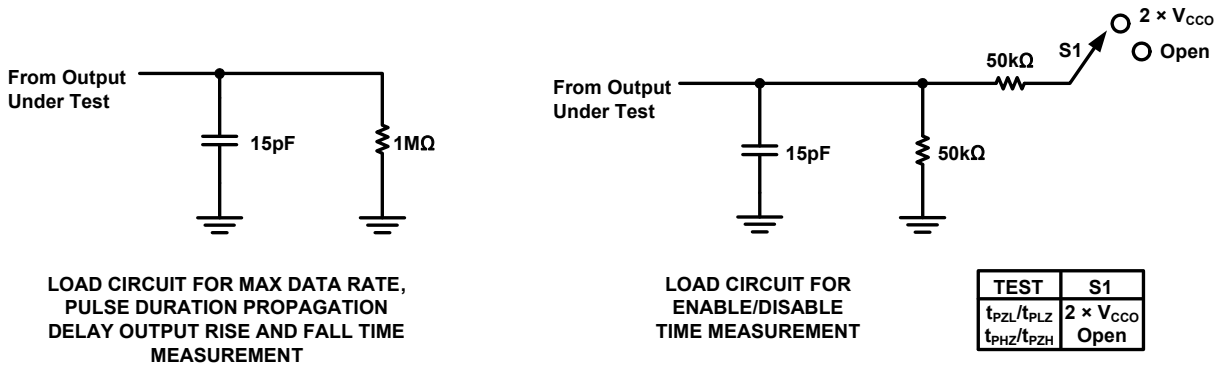 From Output
Under Test
15pF
1MΩ
LOAD CIRCUIT FOR MAX DATA RATE,
PULSE DURATION PROPAGATION
DELAY OUTPUT RISE AND FALL TIME
MEASUREMENT
2 × VCCO
S1
Open
50kΩ
From Output
Under Test
15pF
50kΩ
LOAD CIRCUIT FOR
ENABLE/DISABLE
TIME MEASUREMENT
TEST S1
tPZL/tPLZ 2 × VCCO
tPHZ/tPZH Open